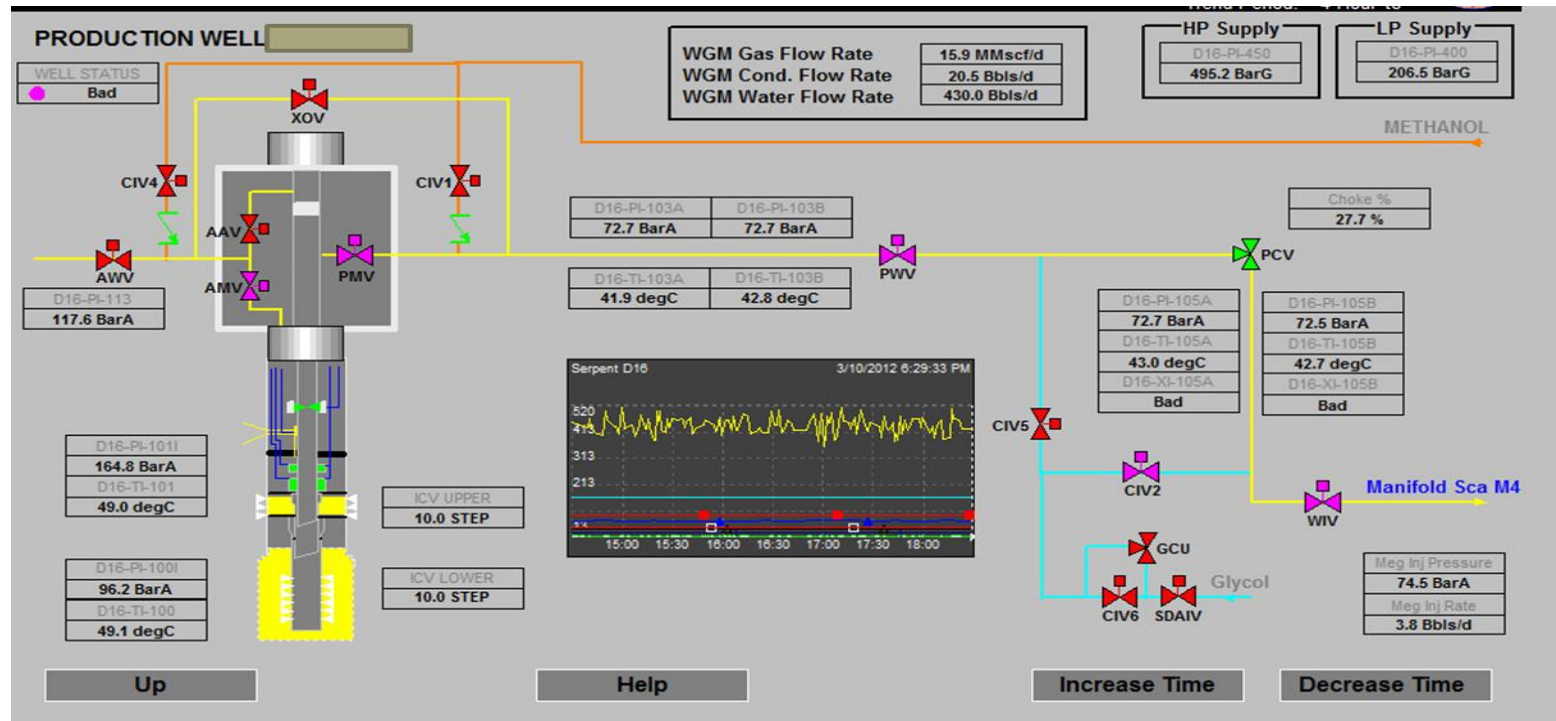 Trend Period: 4 Hour to
PRODUCTION WELL
WELL STATUS
Bad
WGM Gas Flow Rate 15.9 MMscf/d
WGM Cond. Flow Rate 20.5 Bbls/d
WGM Water Flow Rate 430.0 Bbls/d
HP Supply
D16-PI-450
495.2 BarG
LP Supply
D16-PI-400
206.5 BarG
METHANOL
XOV
CIV4
CIV1
AAV
AWV
AMV
PMV
D16-PI-113
117.6 BarA
D16-PI-103A D16-PI-103B
72.7 BarA 72.7 BarA
D16-TI-103A D16-TI-103B
41.9 degC 42.8 degC
PWV
Choke %
27.7 %
PCV
D16-PI-105A
72.7 BarA
D16-TI-105A
43.0 degC
D16-XI-105A
Bad
D16-PI-105B
72.5 BarA
D16-TI-105B
42.7 degC
D16-XI-105B
Bad
Serpent D16 3/10/2012 6:29:33 PM
520
413
313
213
13
15:00 15:30 16:00 16:30 17:00 17:30 18:00
CIV5
CIV2
Manifold Sca M4
WIV
GCU
Glycol
CIV6 SDAIV
D16-PI-101I
164.8 BarA
D16-TI-101
49.0 degC
ICV UPPER
10.0 STEP
D16-PI-100I
96.2 BarA
D16-TI-100
49.1 degC
ICV LOWER
10.0 STEP
Meg Inj Pressure
74.5 BarA
Meg Inj Rate
3.8 Bbls/d
Up
Help
Increase Time
Decrease Time